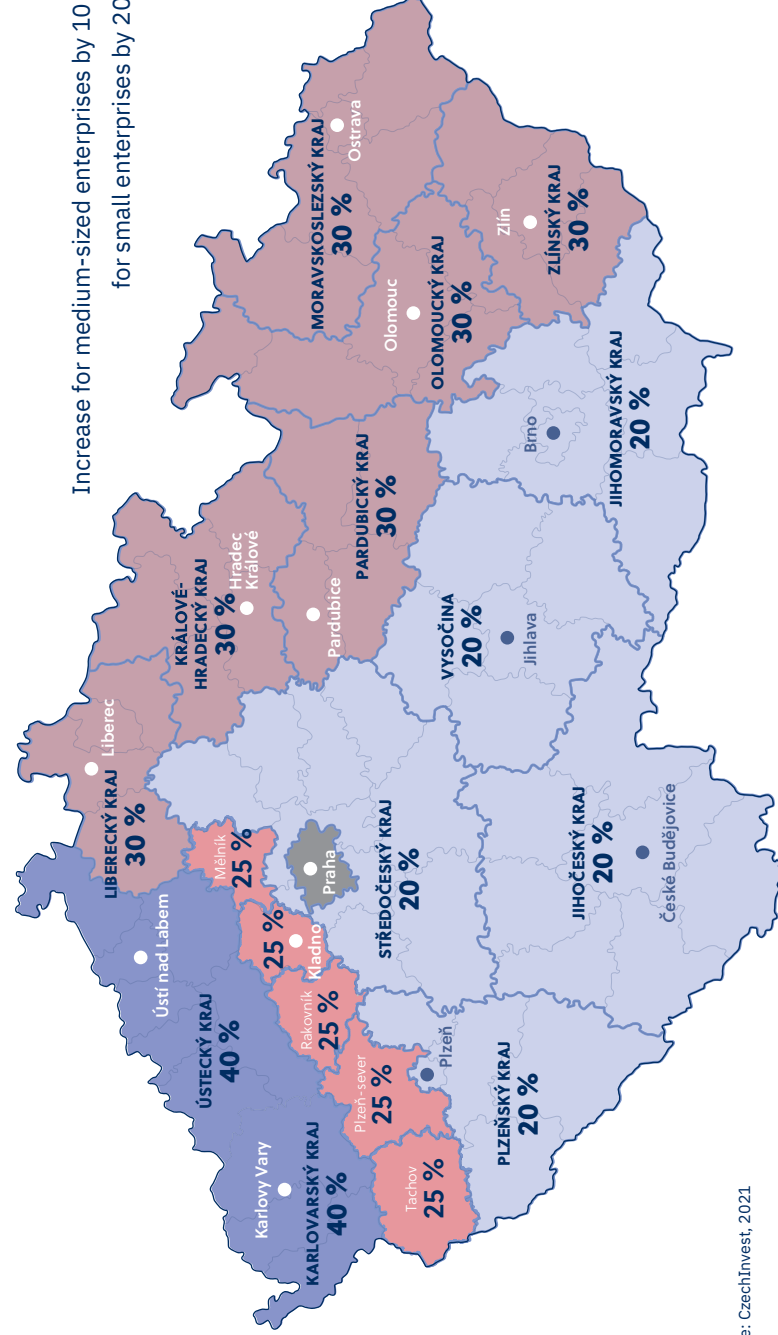 Increase for medium-sized enterprises by 10
for small enterprises by 20
LIBERECKÝ KRAJ
30 %
Liberec
KRÁLOVÉ-
HRADECKÝ KRAJ
30 %
Hradec
Králové
MORAVSKOSLEZSKÝ KRAJ
30 %
Ostrava
Ústí nad Labem
ÚSTECKÝ KRAJ
40 %
Mělník
25 %
25 %
Kladno
Praha
Pardubice
PARDUBICKÝ KRAJ
30 %
Olomouc
OLOMOUCKÝ KRAJ
30 %
Karlovy Vary
KARLOVARSKÝ KRAJ
40 %
Rakovník
25 %
Plzeň-sever
25 %
Tachov
25 %
STŘEDOČESKÝ KRAJ
20 %
VYSOČINA
20 %
Jihlava
Zlín
ZLÍNSKÝ KRAJ
30 %
Plzeň
PLZEŇSKÝ KRAJ
20 %
JIHOČESKÝ KRAJ
20 %
České Budějovice
Brno
JIHOMORAVSKÝ KRAJ
20 %
e: CzechInvest, 2021